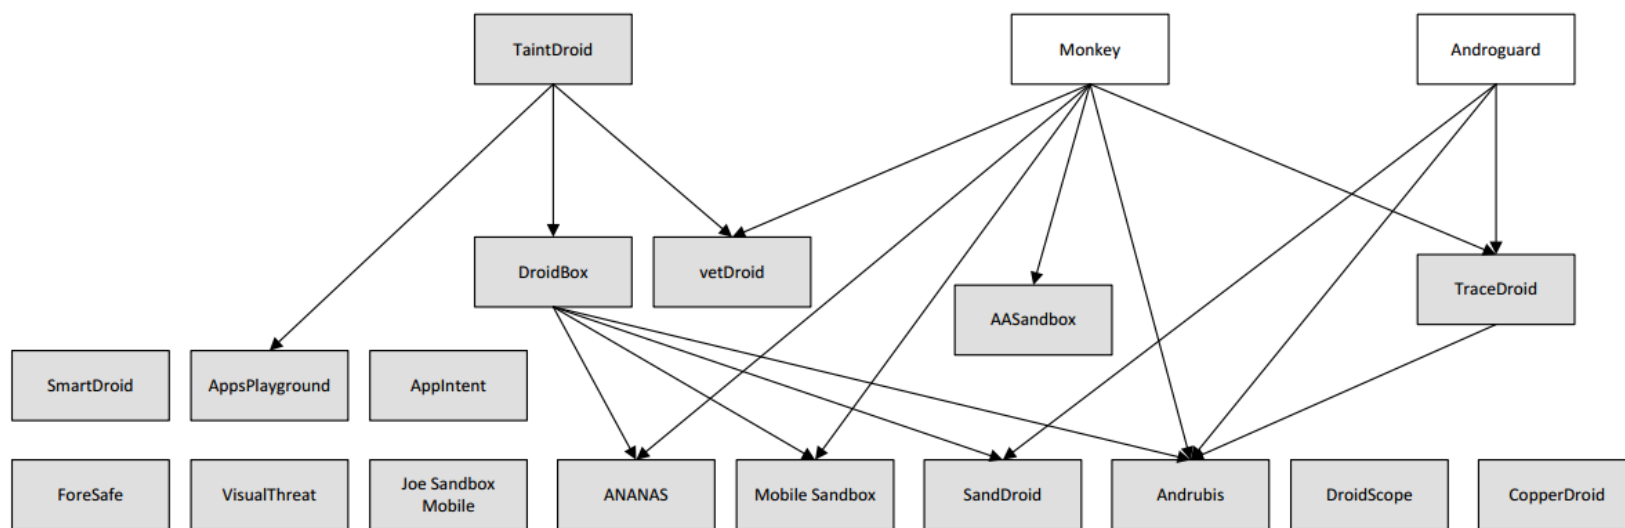 TaintDroid
Monkey
Androguard
DroidBox
vetDroid
AASandbox
TraceDroid
SmartDroid
AppsPlayground
AppIntent
ForeSafe
VisualThreat
Joe Sandbox
Mobile
ANANAS
Mobile Sandbox
SandDroid
Andrubis
DroidScope
CopperDroid